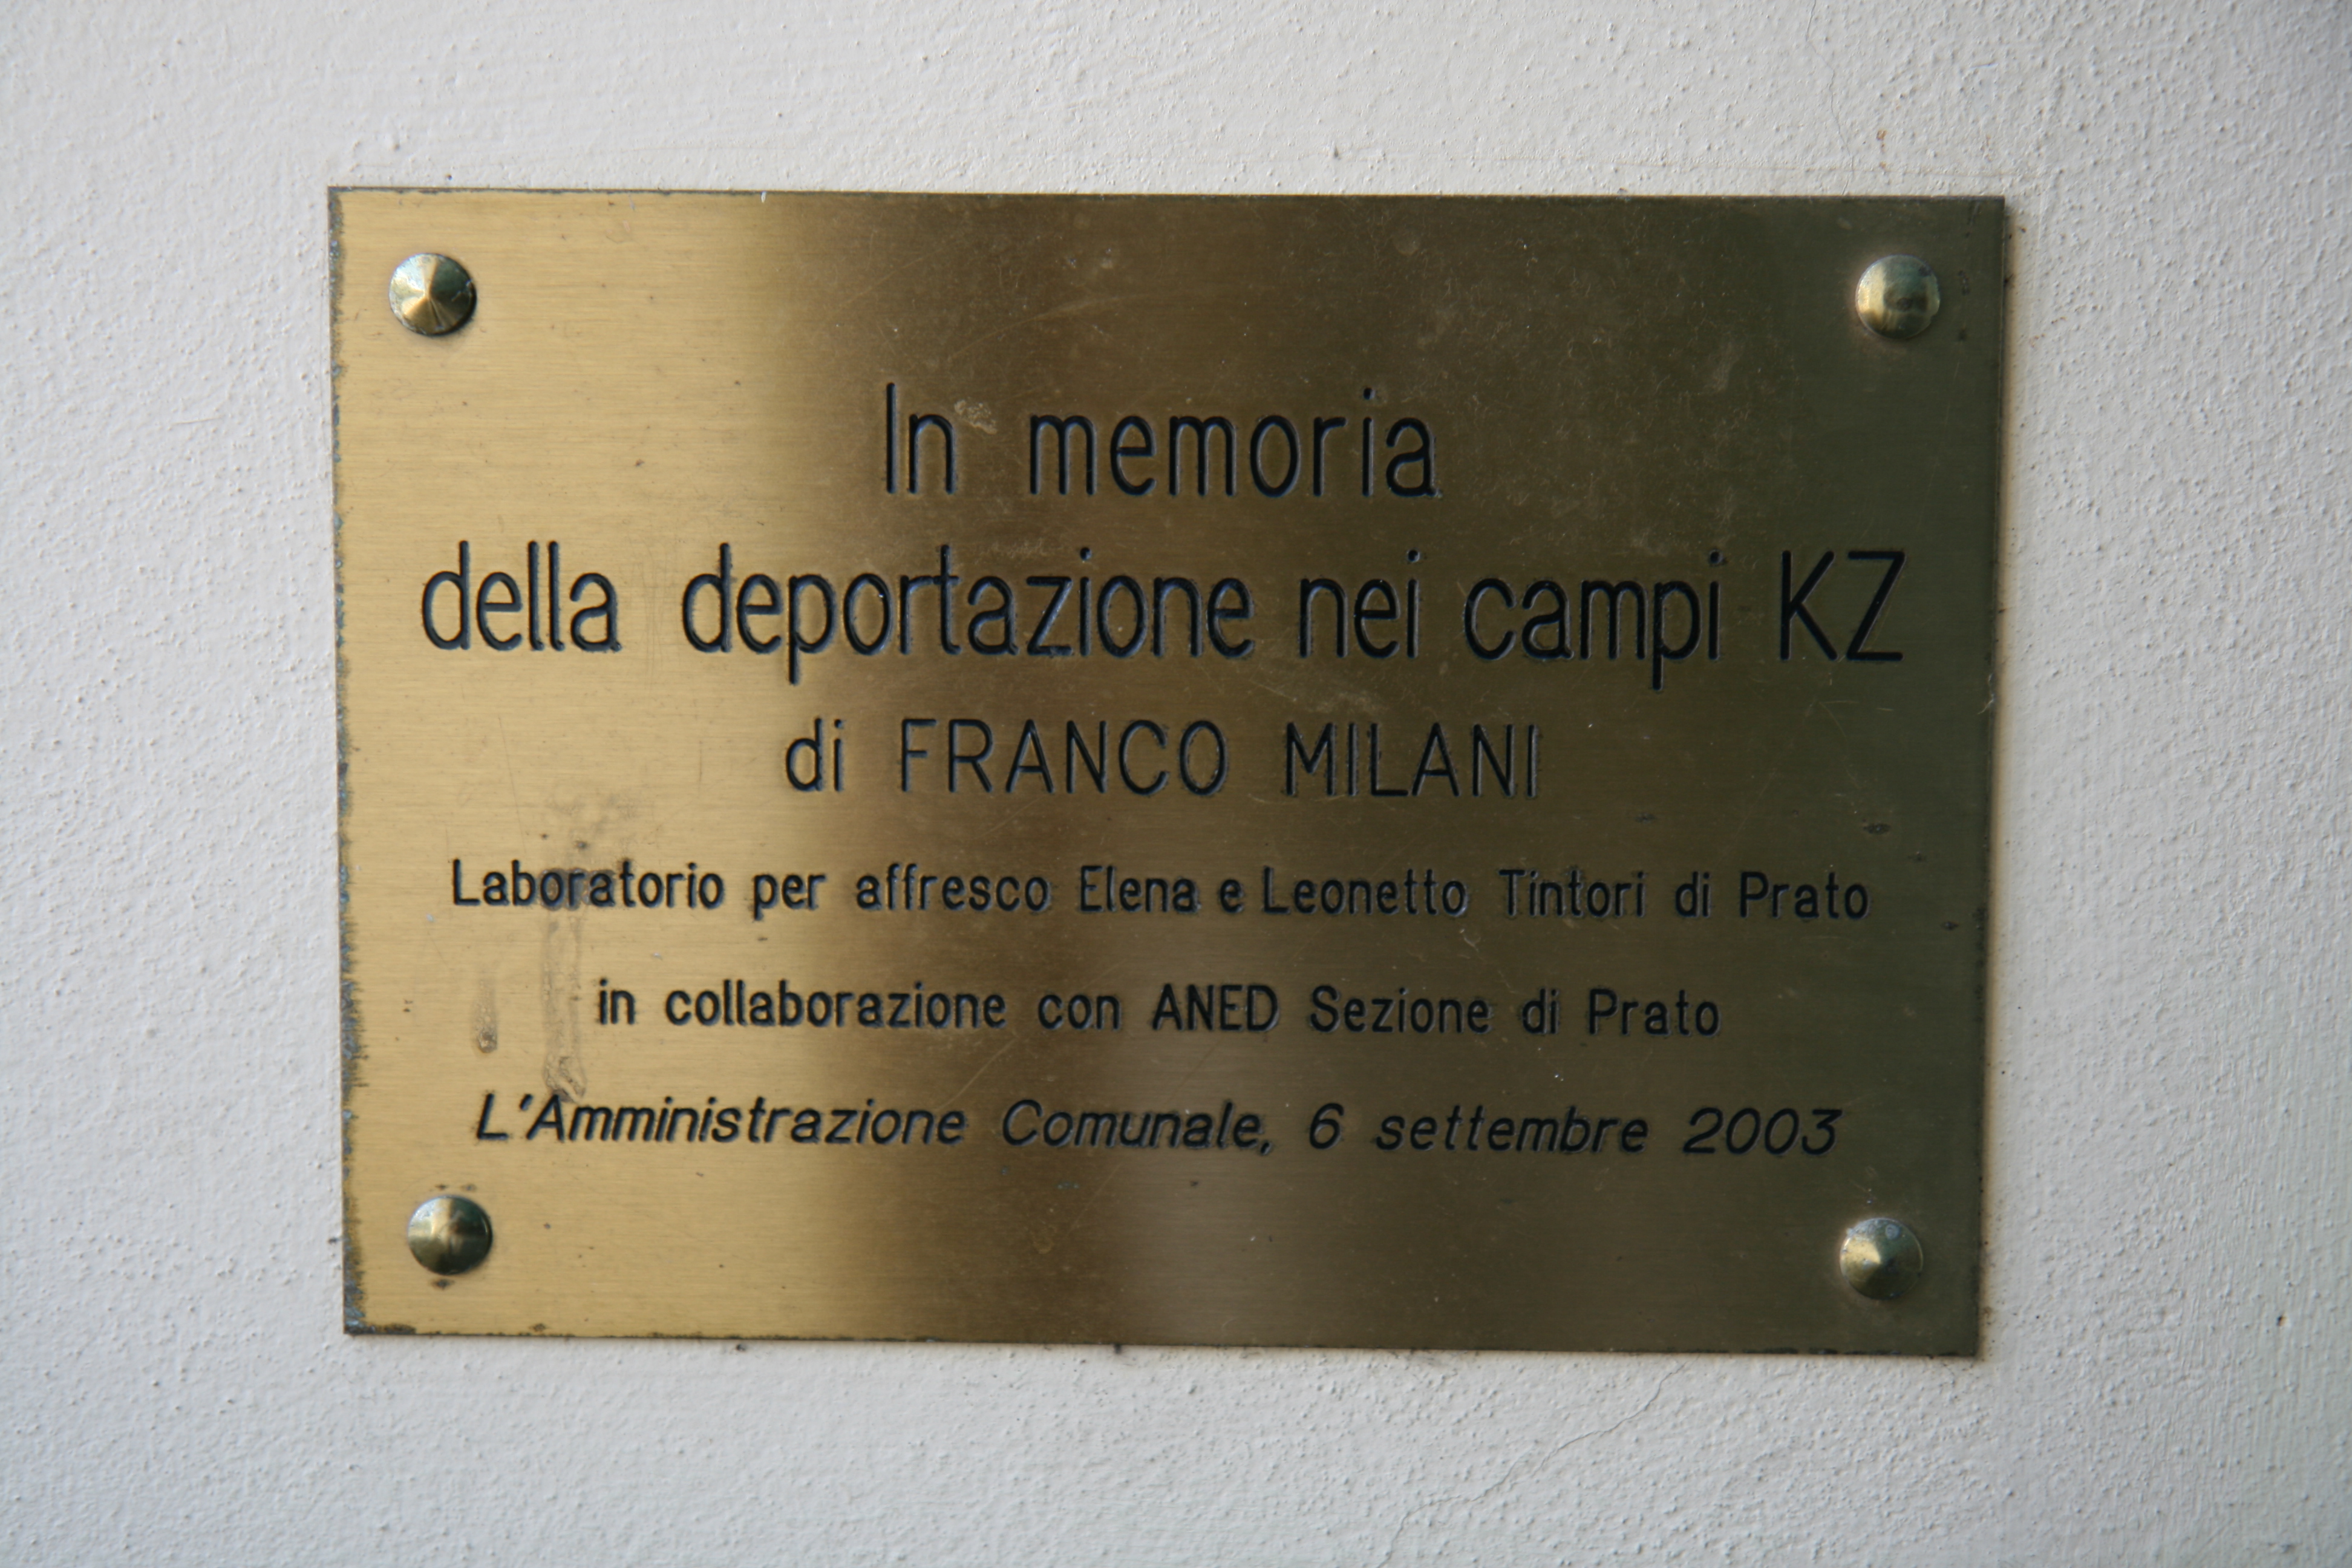 In memoria
della deportazione nei campi KZ
di FRANCO MILANI
Laboratorio per affresco Elena e Leonetto Tintori di Prato
in collaborazione con ANED Sezione di Prato
L'Amministrazione Comunale, 6 settembre 2003